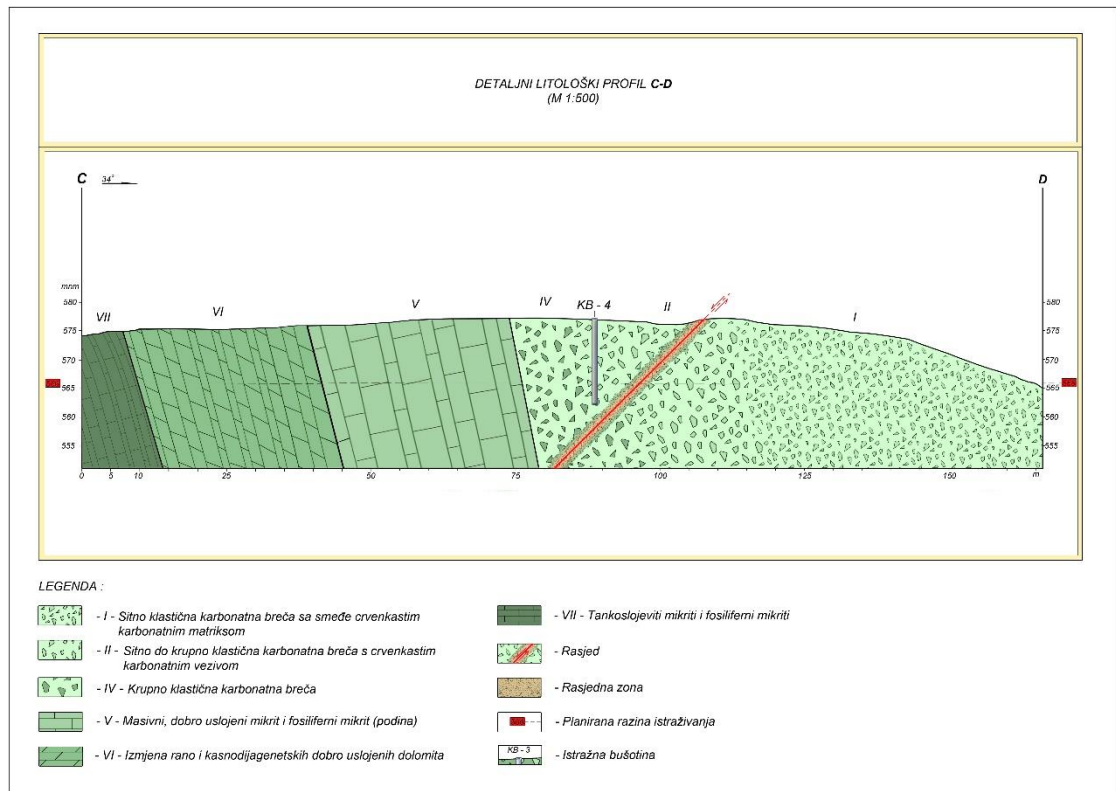 DETALJNI LITOLOŠKI PROFIL C-D
(M 1:500)
C 34° D
mnm
580 580
575 575
570 570
565 565
560 560
555 555
VII VI V IV KB - 4 II I
0 5 10 25 50 75 100 125 150 m
LEGENDA :
- I - Sitno klastična karbonatna breča sa smeđe crvenkastim
karbonatnim matriksom
- II - Sitno do krupno klastična karbonatna breča s crvenkastim
karbonatnim vezivom
- IV - Krupno klastična karbonatna breča
- V - Masivni, dobro uslojeni mikrit i fosiliferni mikrit (podina)
- VI - Izmjena rano i kasnodijagenetskih dobro uslojenih dolomita
- VII - Tankoslojeviti mikriti i fosiliferni mikriti
- Rasjed
- Rasjedna zona
- Planirana razina istraživanja
KB - 3
- Istražna bušotina